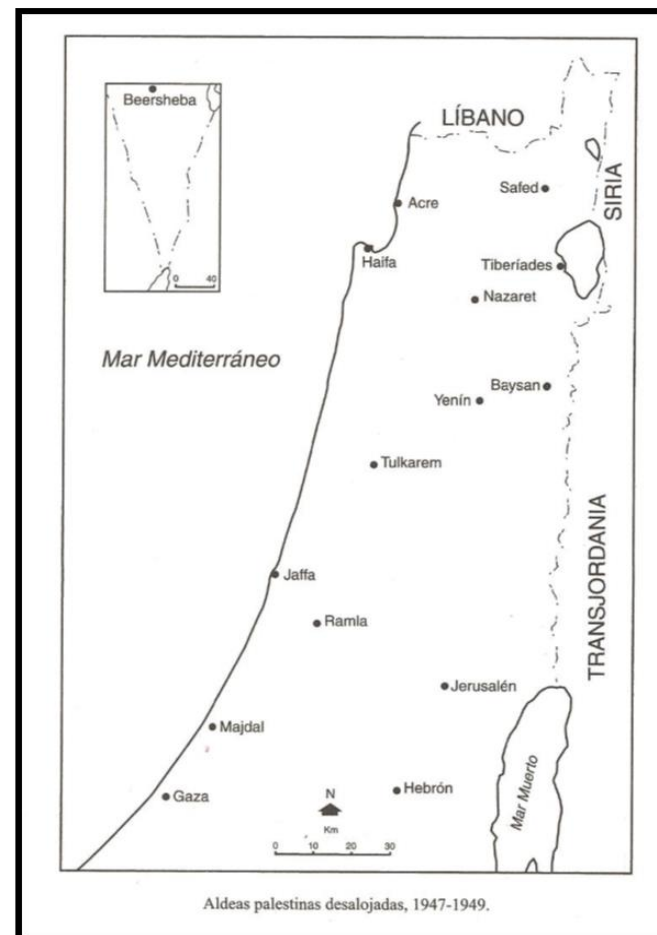 Beersheba
0 40
LÍBANO
SIRIA
Safed
Acre
Haifa
Tiberíades
Nazaret
Mar Mediterráneo
Baysan
Yenín
Tulkarem
TRANSJORDANIA
Jaffa
Ramla
Jerusalén
Majdal
Mar Muerto
Gaza
Hebrón
N
Km
0 10 20 30
Aldeas palestinas desalojadas, 1947-1949.